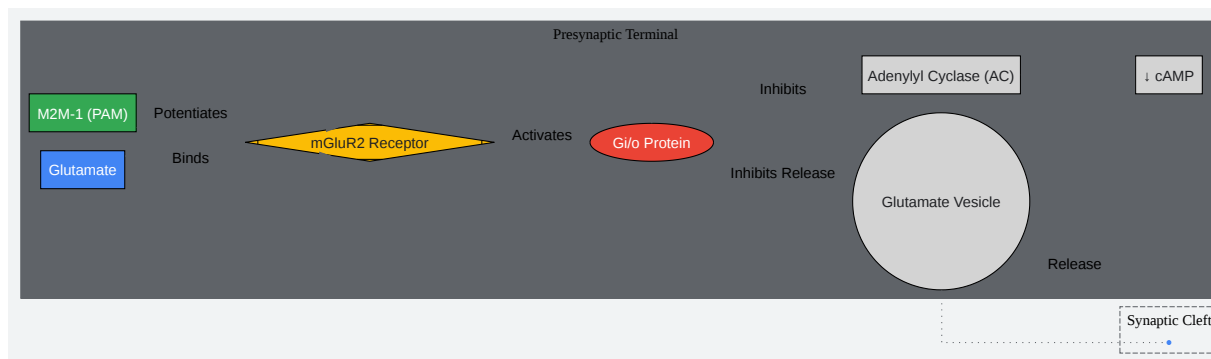 Presynaptic Terminal
M2M-1 (PAM)
Potentiates
Glutamate
Binds
mGluR2 Receptor
Activates
Gi/o Protein
Inhibits
Adenylyl Cyclase (AC)
↓ cAMP
Inhibits Release
Glutamate Vesicle
Release
Synaptic Cleft